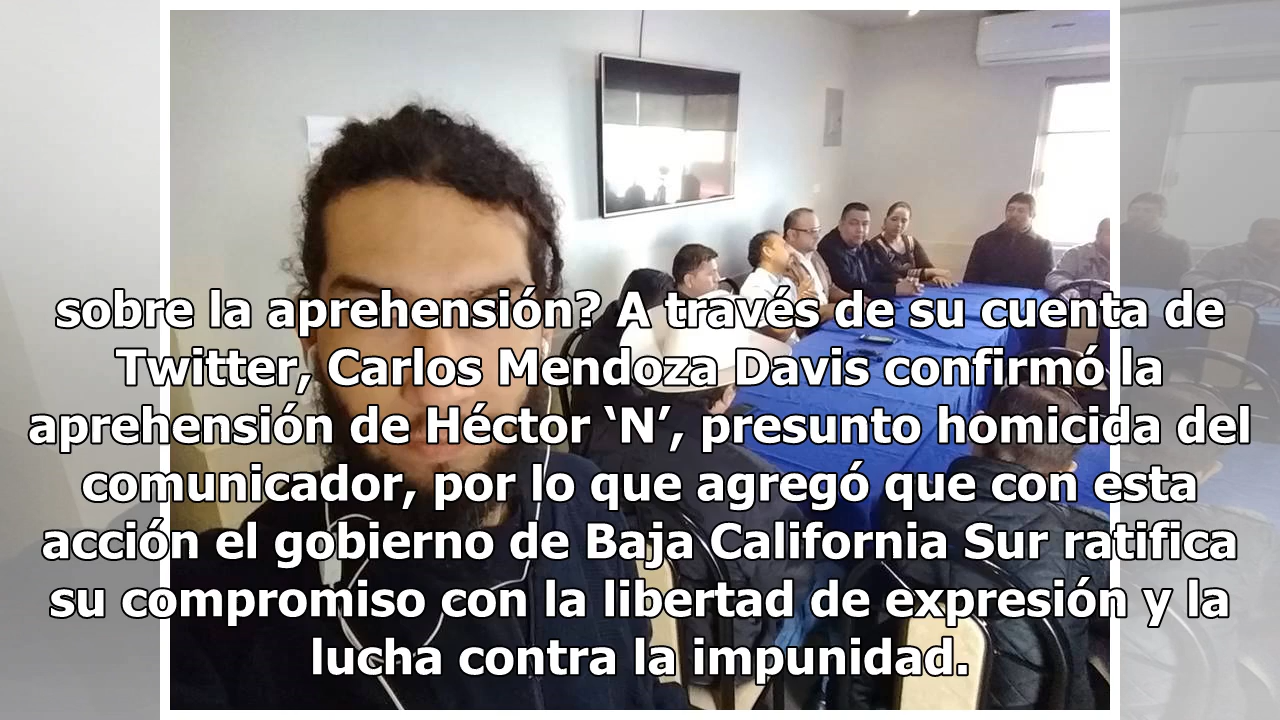 sobre la aprehensión? A través de su cuenta de
Twitter, Carlos Mendoza Davis confirmó la
aprehensión de Héctor ‘N’, presunto homicida del
comunicador, por lo que agregó que con esta
acción el gobierno de Baja California Sur ratifica
su compromiso con la libertad de expresión y la
lucha contra la impunidad.